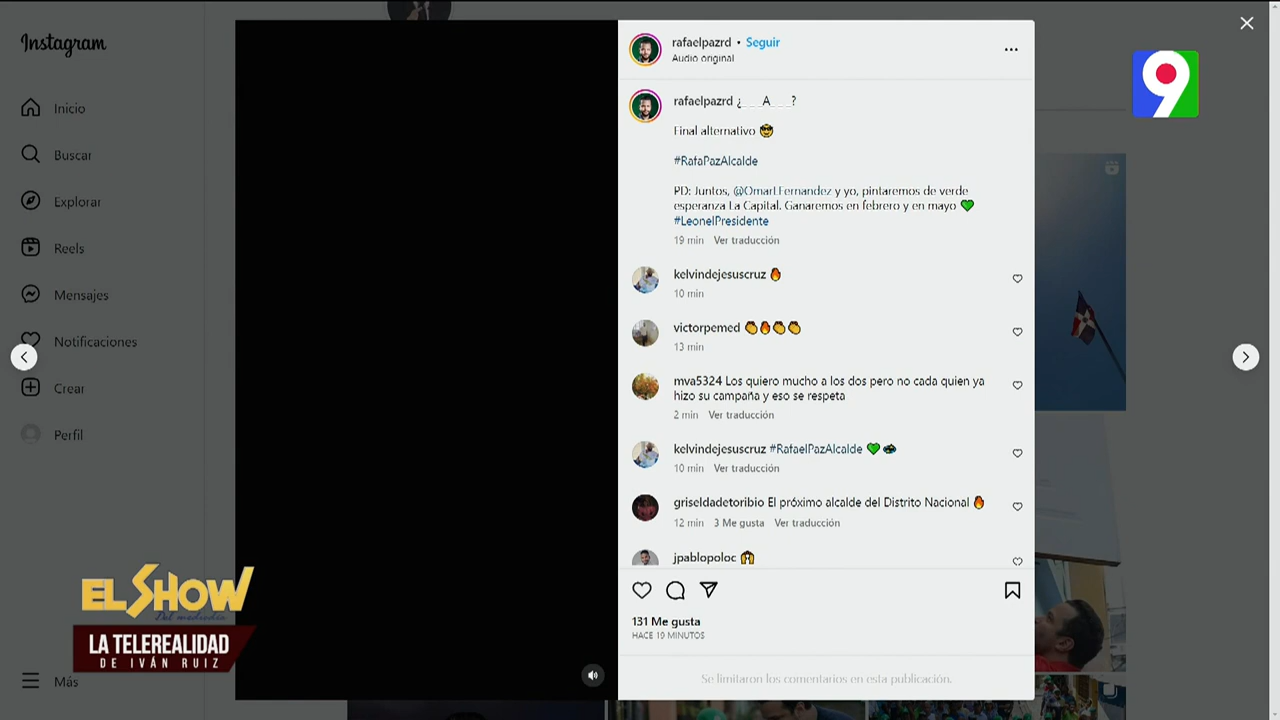 Instagram
Inicio
Buscar
Explorar
Reels
Mensajes
Notificaciones
Crear
Perfil
Más
rafaelpazrd • Seguir
Audio original
rafaelpazrd ¿___A___?
Final alternativo 😎
#RafaPazAlcalde
PD: Juntos, @OmarLFernandez y yo, pintaremos de verde
esperanza La Capital. Ganaremos en febrero y en mayo 💚
#LeonelPresidente
19 min Ver traducción
kelvindejesuscruz 🔥
10 min
victorpemed 👏🔥👏👏
13 min
mva5324 Los quiero mucho a los dos pero no cada quien ya
hizo su campaña y eso se respeta
2 min Ver traducción
kelvindejesuscruz #RafaelPazAlcalde 💚
10 min Ver traducción
griseldadetoribio El próximo alcalde del Distrito Nacional 🔥
12 min 3 Me gusta Ver traducción
jpablopoloc 🙌
131 Me gusta
HACE 19 MINUTOS
Se limitaron los comentarios en esta publicación.
9
EL SHOW
Del mediodía
LA TELEREALIDAD
DE IVÁN RUIZ